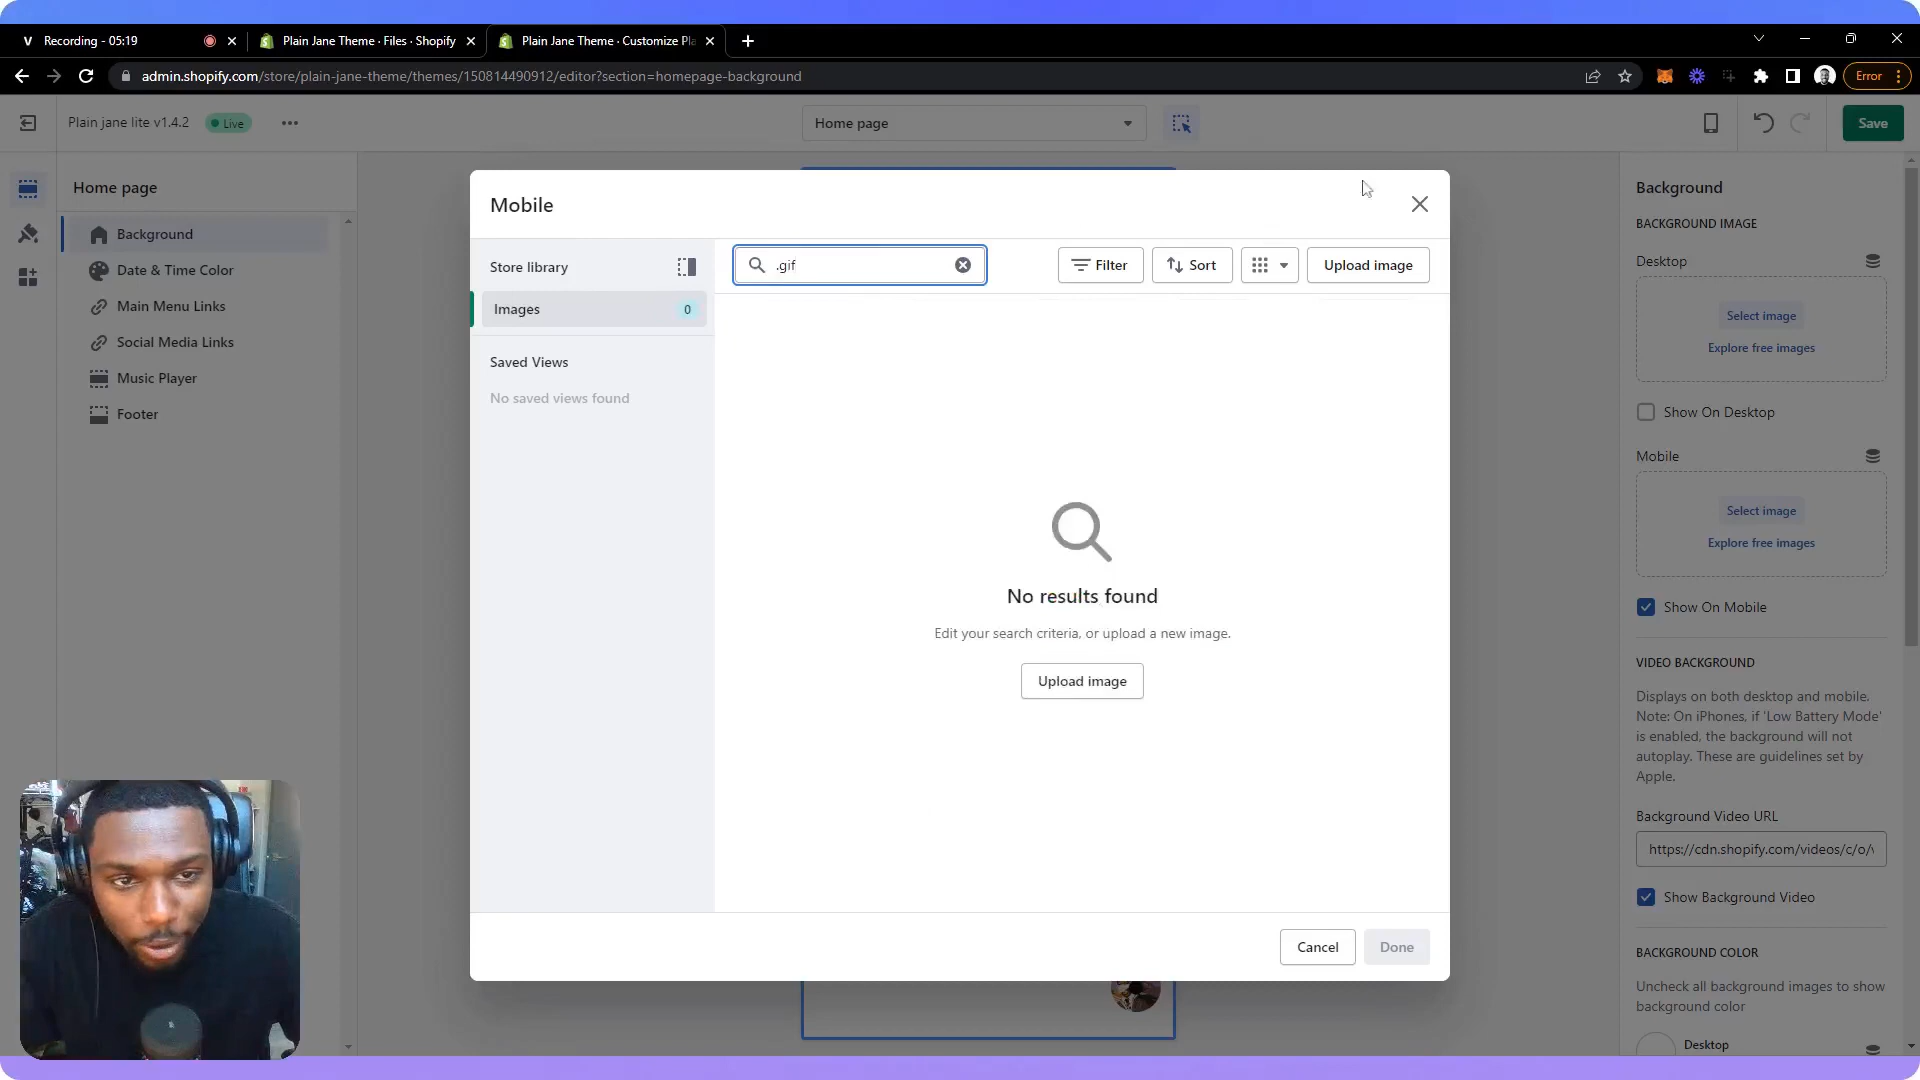 Recording - 05:19
Plain Jane Theme · Files · Shopify
Plain Jane Theme · Customize Pla
admin.shopify.com/store/plain-jane-theme/themes/150814490912/editor?section=homepage-background
Error
Plain jane lite v1.4.2
Live
Home page
Save
Home page
Background
Date & Time Color
Main Menu Links
Social Media Links
Music Player
Footer
Mobile
Store library
Images
0
Saved Views
No saved views found
.gif
Filter
Sort
Upload image
No results found
Edit your search criteria, or upload a new image.
Upload image
Cancel
Done
Background
BACKGROUND IMAGE
Desktop
Select image
Explore free images
Show On Desktop
Mobile
Select image
Explore free images
Show On Mobile
VIDEO BACKGROUND
Displays on both desktop and mobile.
Note: On iPhones, if 'Low Battery Mode'
is enabled, the background will not
autoplay. These are guidelines set by
Apple.
Background Video URL
https://cdn.shopify.com/videos/c/o/
Show Background Video
BACKGROUND COLOR
Uncheck all background images to show
background color
Desktop